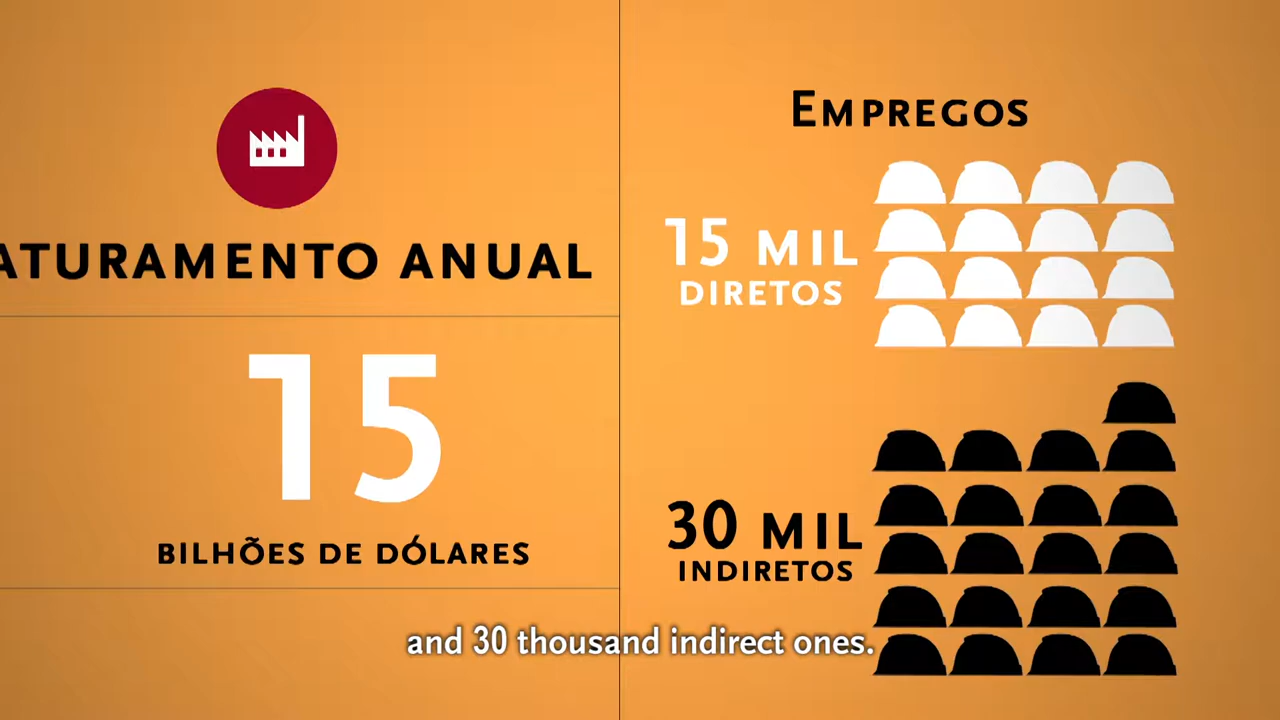 ATURAMENTO ANUAL
15
BILHÕES DE DÓLARES
EMPREGOS
15 MIL
DIRETOS
30 MIL
INDIRETOS
and 30 thousand indirect ones.